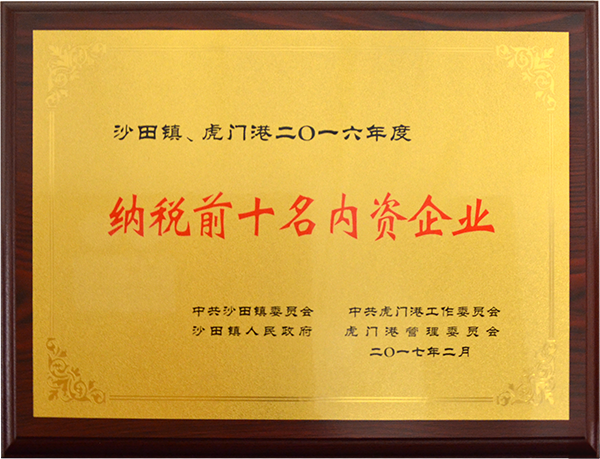 沙田镇、虎门港二〇一六年度
纳税前十名内资企业
中共沙田镇委员会 中共虎门港工作委员会
沙田镇人民政府 虎门港管理委员会
二〇一七年二月